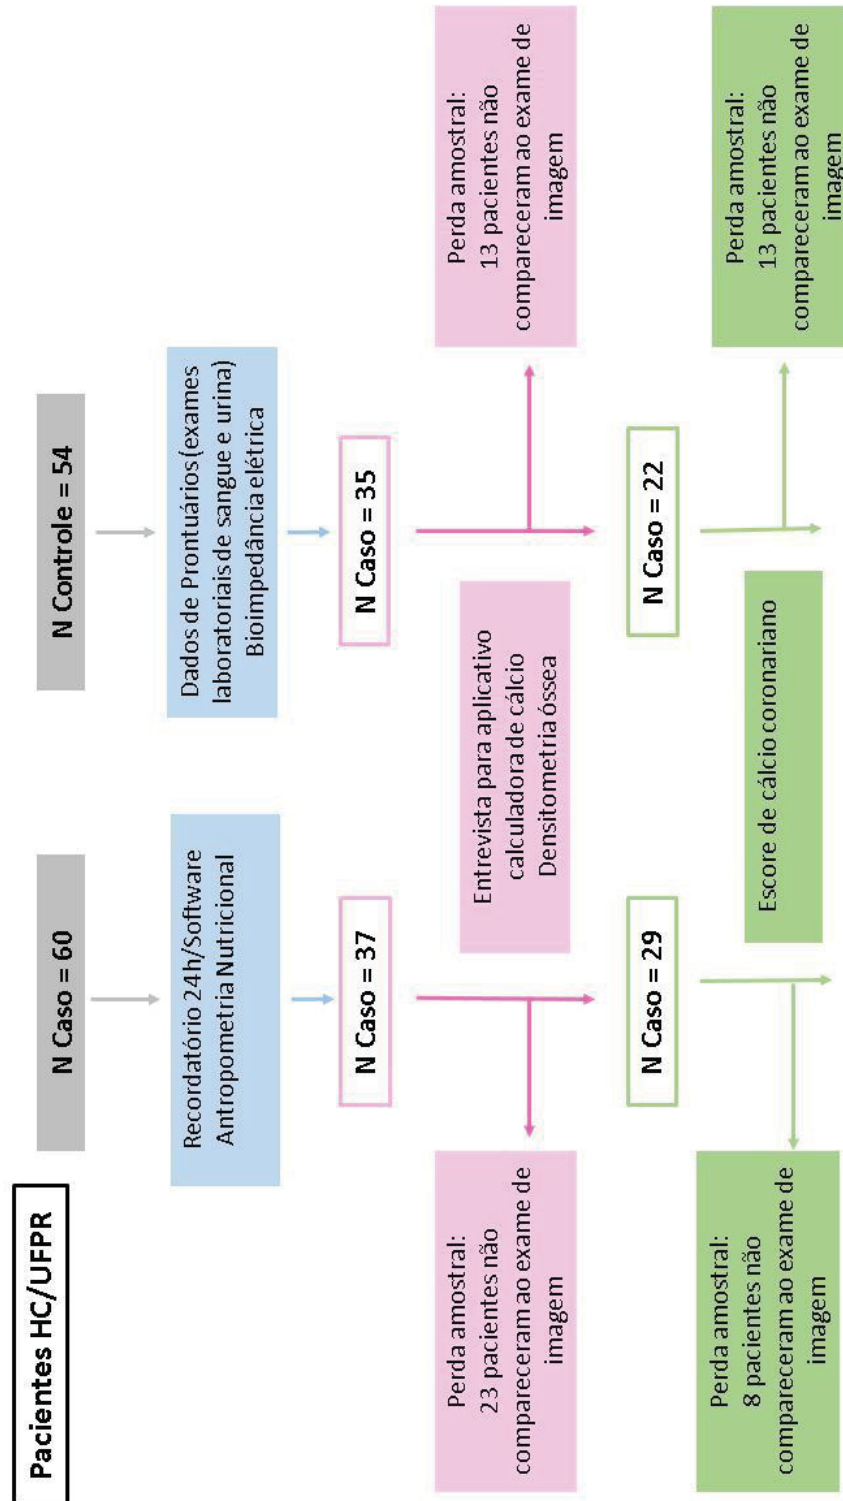 Pacientes HC/UFPR
N Caso = 60
N Controle = 54
Recordatório 24h/Software
Antropometria Nutricional
Dados de Prontuários (exames
laboratoriais de sangue e urina)
Bioimpedância elétrica
N Caso = 37
N Caso = 35
Perda amostral:
23 pacientes não
compareceram ao exame de
imagem
Entrevista para aplicativo
calculadora de cálcio
Densitometria óssea
Perda amostral:
13 pacientes não
compareceram ao exame de
imagem
N Caso = 29
N Caso = 22
Perda amostral:
8 pacientes não
compareceram ao exame de
imagem
Escore de cálcio coronariano
Perda amostral:
13 pacientes não
compareceram ao exame de
imagem